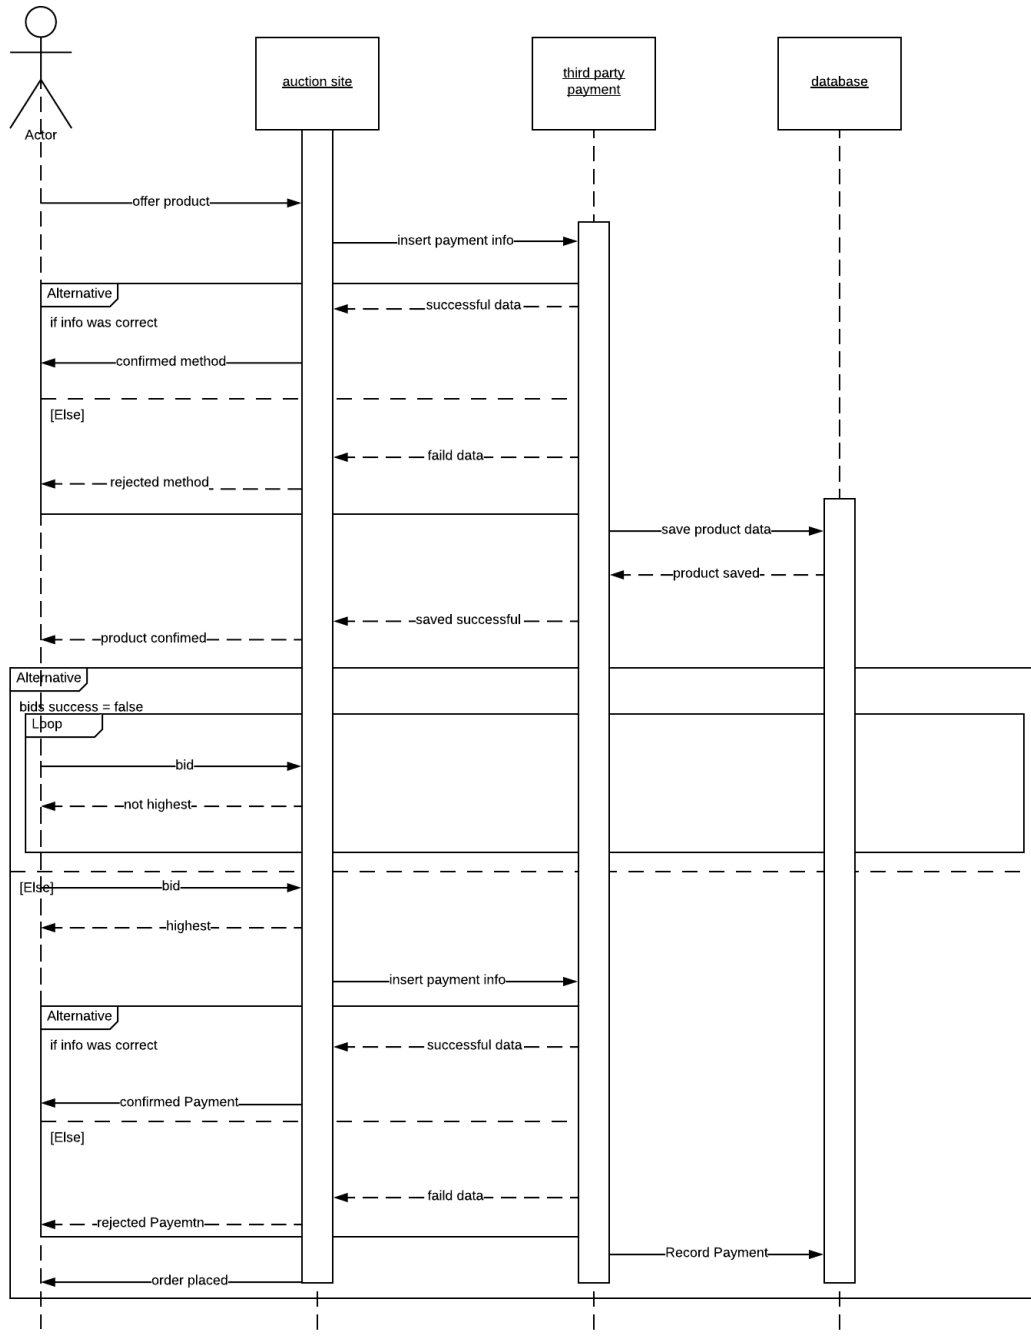 Actor
auction site
third party
payment
database
offer product
insert payment info
Alternative
successful data
if info was correct
confirmed method
[Else]
faild data
rejected method
save product data
product saved
saved successful
product confimed
Alternative
bids success = false
Loop
bid
not highest
[Else]
bid
highest
insert payment info
Alternative
if info was correct
successful data
confirmed Payment
[Else]
faild data
rejected Payemtn
Record Payment
order placed